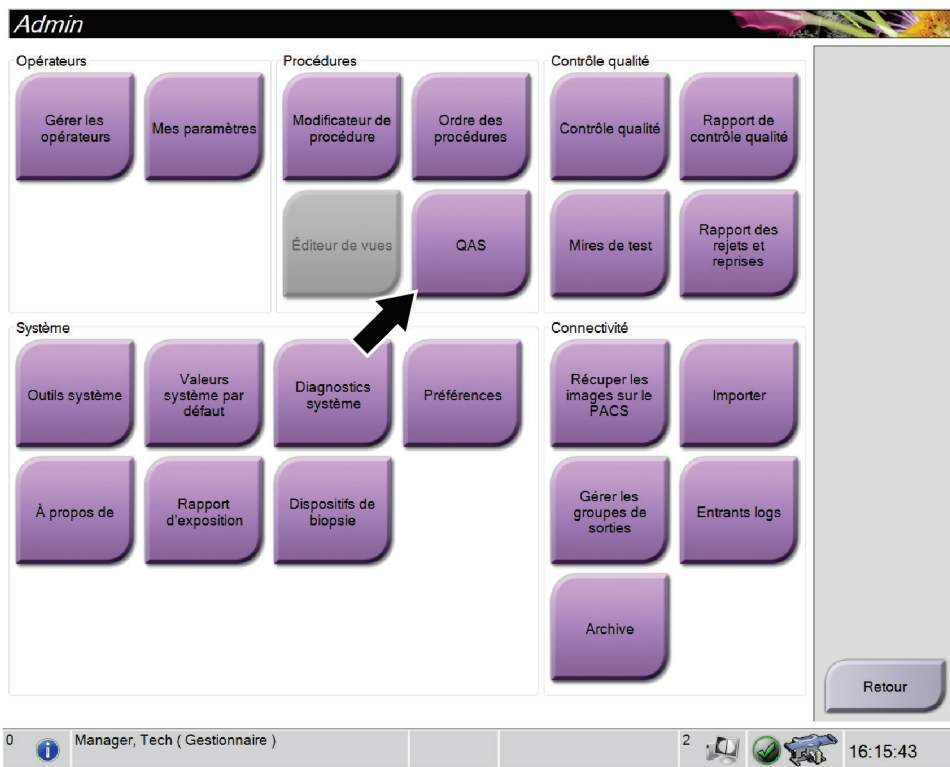 Admin
Opérateurs
Gérer les
opérateurs
Mes paramètres
Procédures
Modificateur de
procédure
Ordre des
procédures
Éditeur de vues
QAS
Contrôle qualité
Contrôle qualité
Rapport de
contrôle qualité
Mires de test
Rapport des
rejets et
reprises
Système
Outils système
Valeurs
système par
défaut
Diagnostics
système
Préférences
À propos de
Rapport
d'exposition
Dispositifs de
biopsie
Connectivité
Récuper les
images sur le
PACS
Importer
Gérer les
groupes de
sorties
Entrants logs
Archive
Retour
0
Manager, Tech ( Gestionnaire )
2
16:15:43